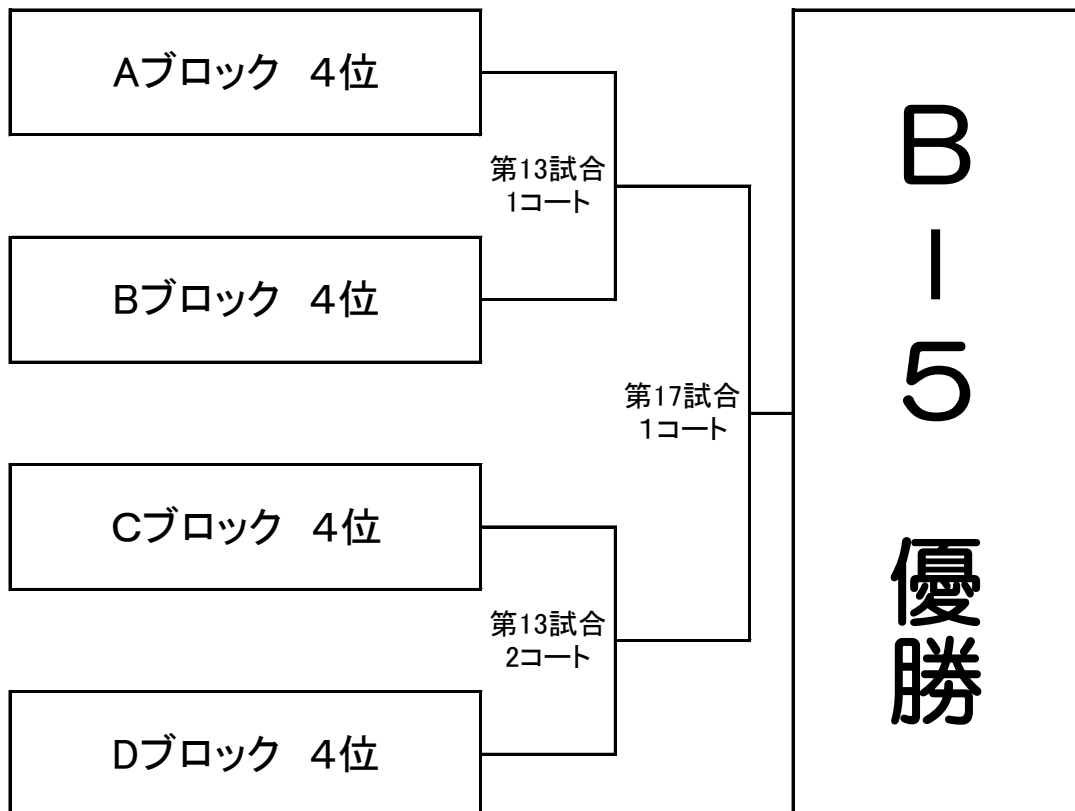 Aブロック　4位
第13試合
1コート
Bブロック　4位
第17試合
1コート
Cブロック　4位
第13試合
2コート
Dブロック　4位
B－5　優勝